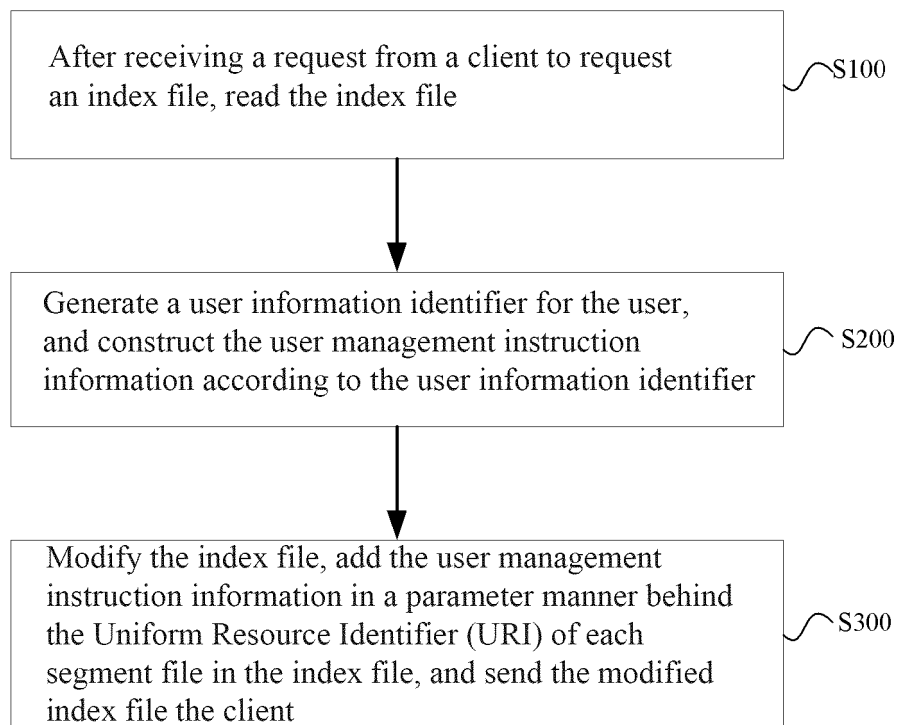 After receiving a request from a client to request
an index file, read the index file
S100
Generate a user information identifier for the user,
and construct the user management instruction
information according to the user information identifier
S200
Modify the index file, add the user management
instruction information in a parameter manner behind
the Uniform Resource Identifier (URI) of each
segment file in the index file, and send the modified
index file the client
S300